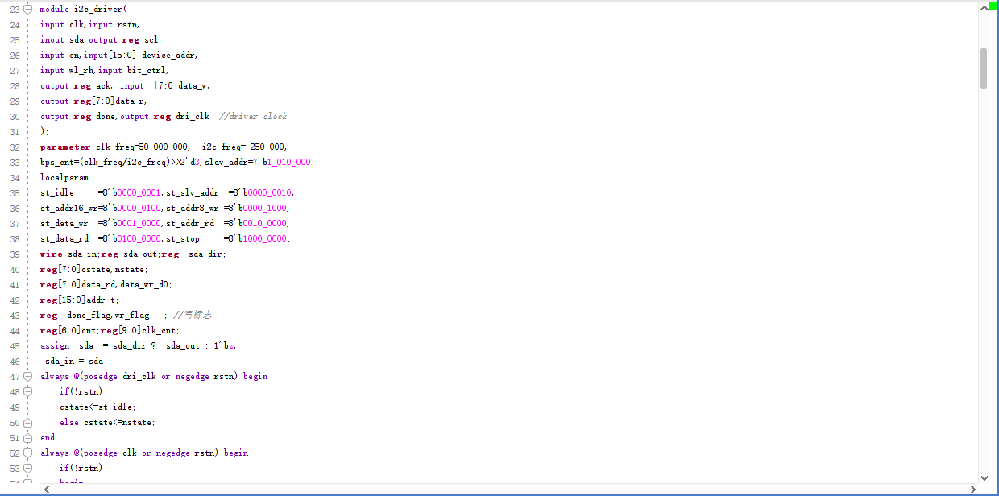 23 module i2c_driver(
24 input clk,input rstn,
25 inout sda,output reg scl,
26 input en,input[15:0] device_addr,
27 input wl_rh,input bit_ctrl,
28 output reg ack, input [7:0]data_w,
29 output reg[7:0]data_r,
30 output reg done,output reg dri_clk //driver clock
31 );
32 parameter clk_freq=50_000_000, i2c_freq= 250_000,
33 bps_cnt=(clk_freq/i2c_freq)>>2'd3,slav_addr=7'b1_010_000;
34 localparam
35 st_idle =8'b0000_0001,st_slv_addr =8'b0000_0010,
36 st_addr16_wr=8'b0000_0100,st_addr8_wr =8'b0000_1000,
37 st_data_wr =8'b0001_0000,st_addr_rd =8'b0010_0000,
38 st_data_rd =8'b0100_0000,st_stop =8'b1000_0000;
39 wire sda_in;reg sda_out;reg sda_dir;
40 reg[7:0]cstate,nstate;
41 reg[7:0]data_rd,data_wr_d0;
42 reg[15:0]addr_t;
43 reg done_flag,wr_flag ; //写标志
44 reg[6:0]cnt;reg[9:0]clk_cnt;
45 assign sda = sda_dir ? sda_out : 1'bz,
46 sda_in = sda ;
47 always @(posedge dri_clk or negedge rstn) begin
48 if(!rstn)
49 cstate<=st_idle;
50 else cstate<=nstate;
51 end
52 always @(posedge clk or negedge rstn) begin
53 if(!rstn)